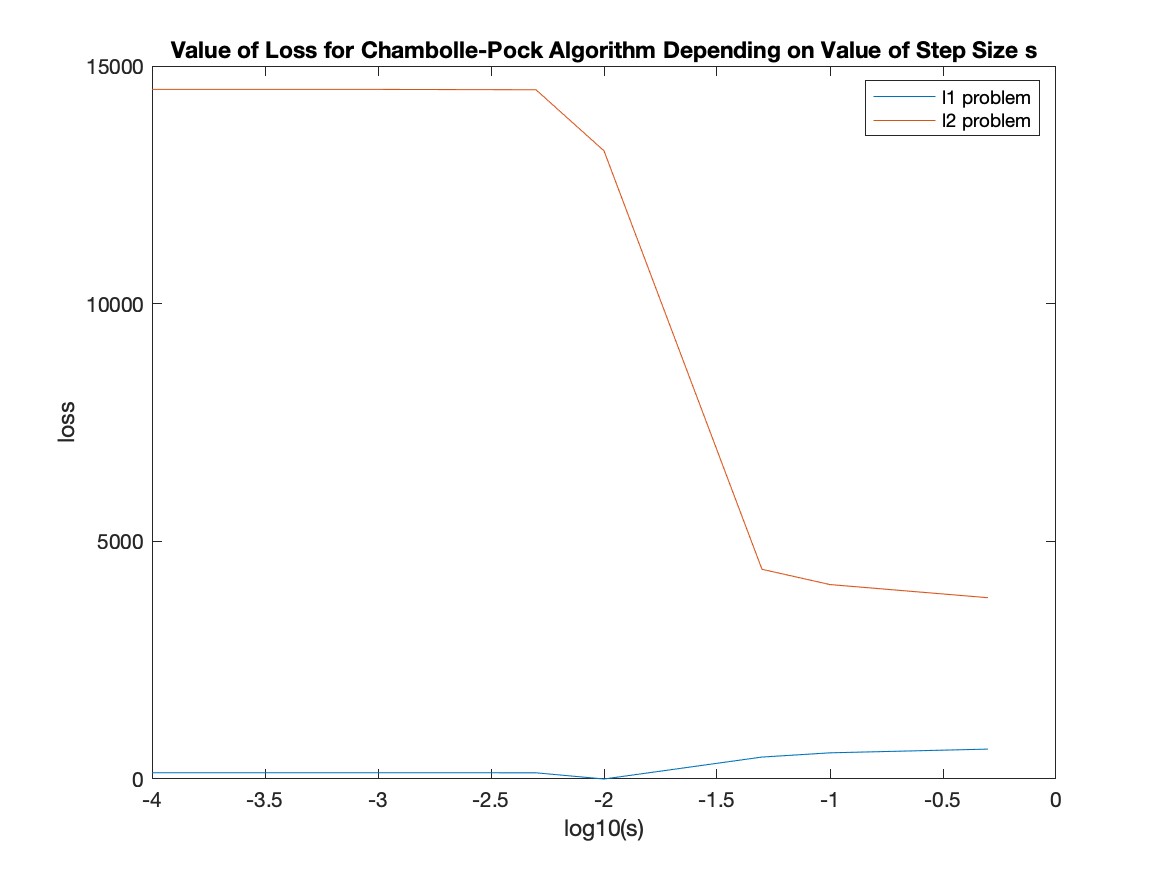 Value of Loss for Chambolle-Pock Algorithm Depending on Value of Step Size s
15000
l1 problem
l2 problem
10000
loss
5000
0
-4 -3.5 -3 -2.5 -2 -1.5 -1 -0.5 0
log10(s)